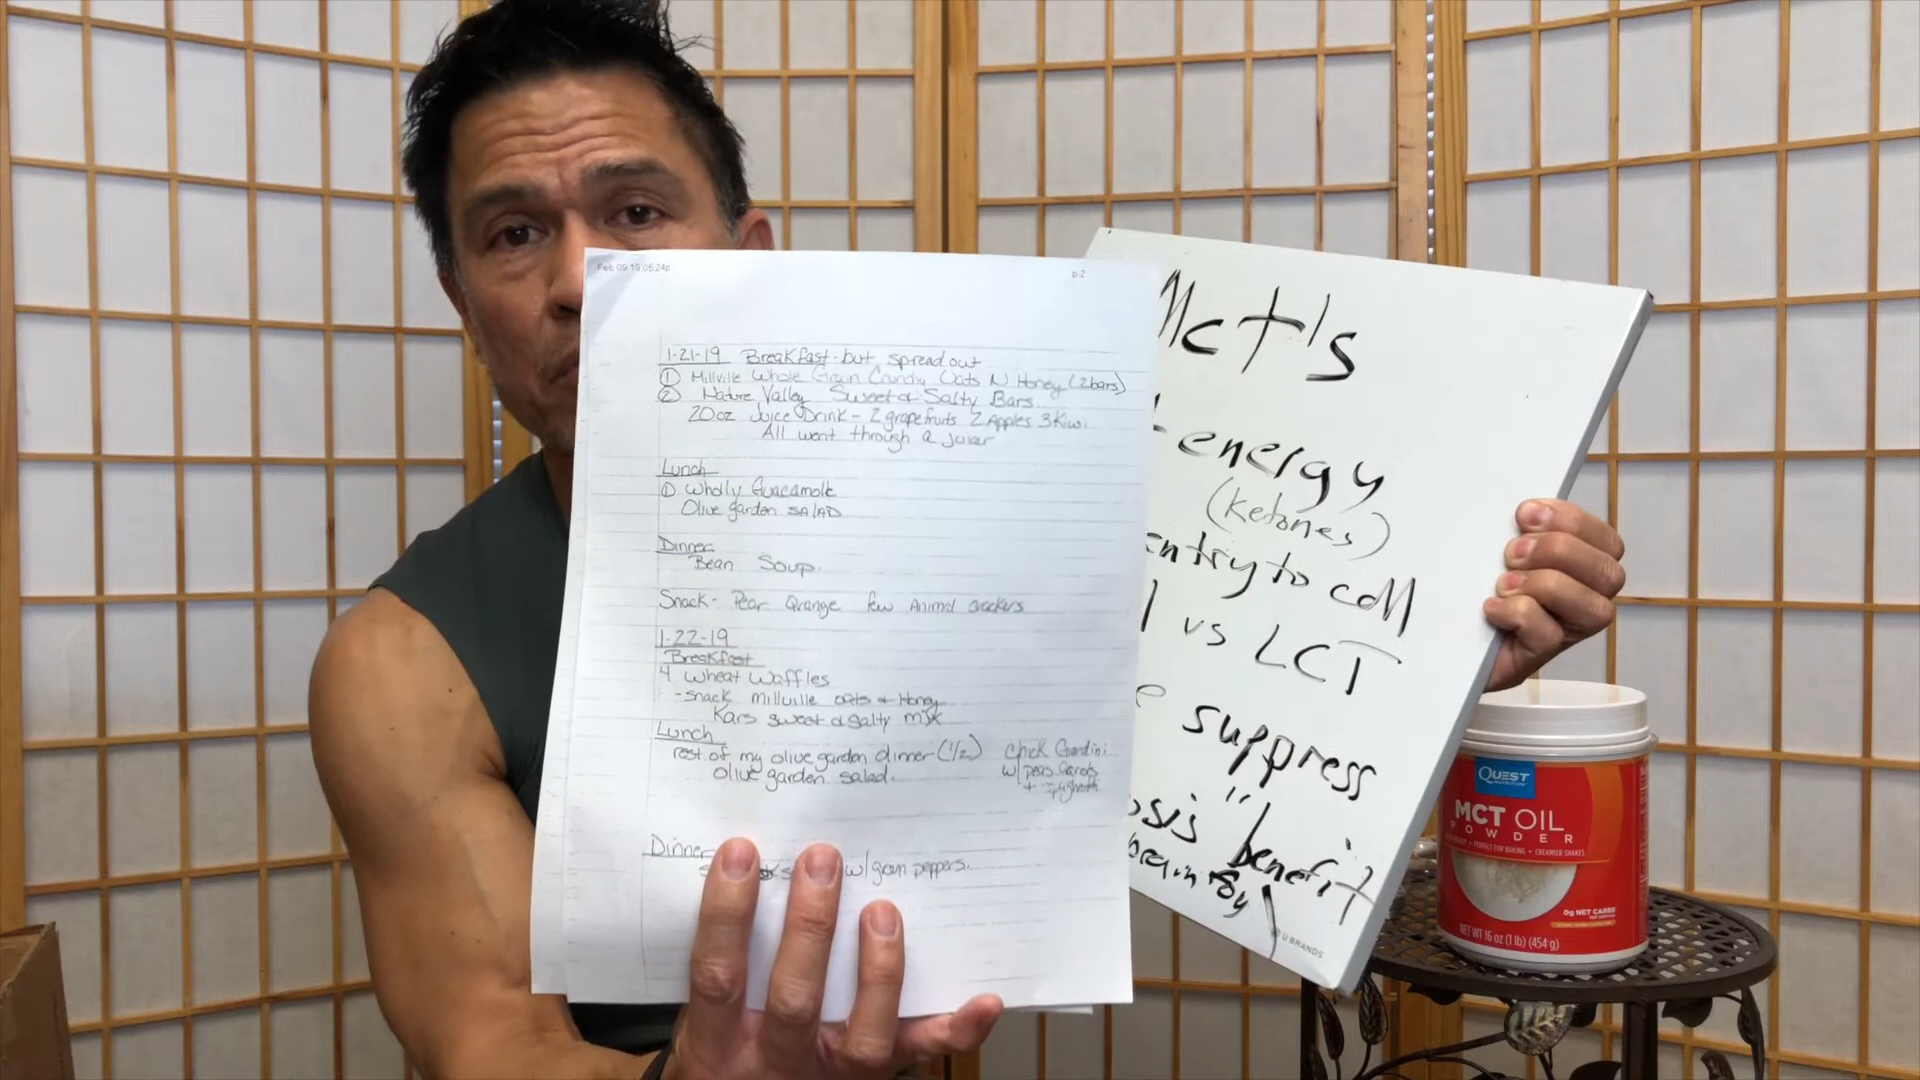 Feb 09 19 05:24p
p.2
1-21-19 Breakfast - but spread out
① Millville Whole Grain Crunchy Oats N Honey (2bars)
② Nature Valley Sweet & Salty Bars
20oz Juice Drink - 2 grapefruits 2 Apples 3 Kiwi
All went through a juicer
Lunch
① Wholly Guacamole
Olive garden SALAD
Dinner
Bean Soup.
Snack - Pear Orange few Animal crackers
1-22-19
Breakfast
4 Wheat Waffles
- snack Millville oats & Honey
Kars sweet & salty mix
Lunch
rest of my olive garden dinner (1/2)
olive garden salad.
w/ peas
Dinner
w/ green peppers.
Mct's
energy
(Ketones)
entry to cell
vs LCT
suppress
benefit
U BRANDS
QUEST
MCT OIL
POWDER
PERFECT FOR BAKING • CREAMIER SHAKES
0g NET CARBS
NET WT 16 oz (1 lb) (454 g)